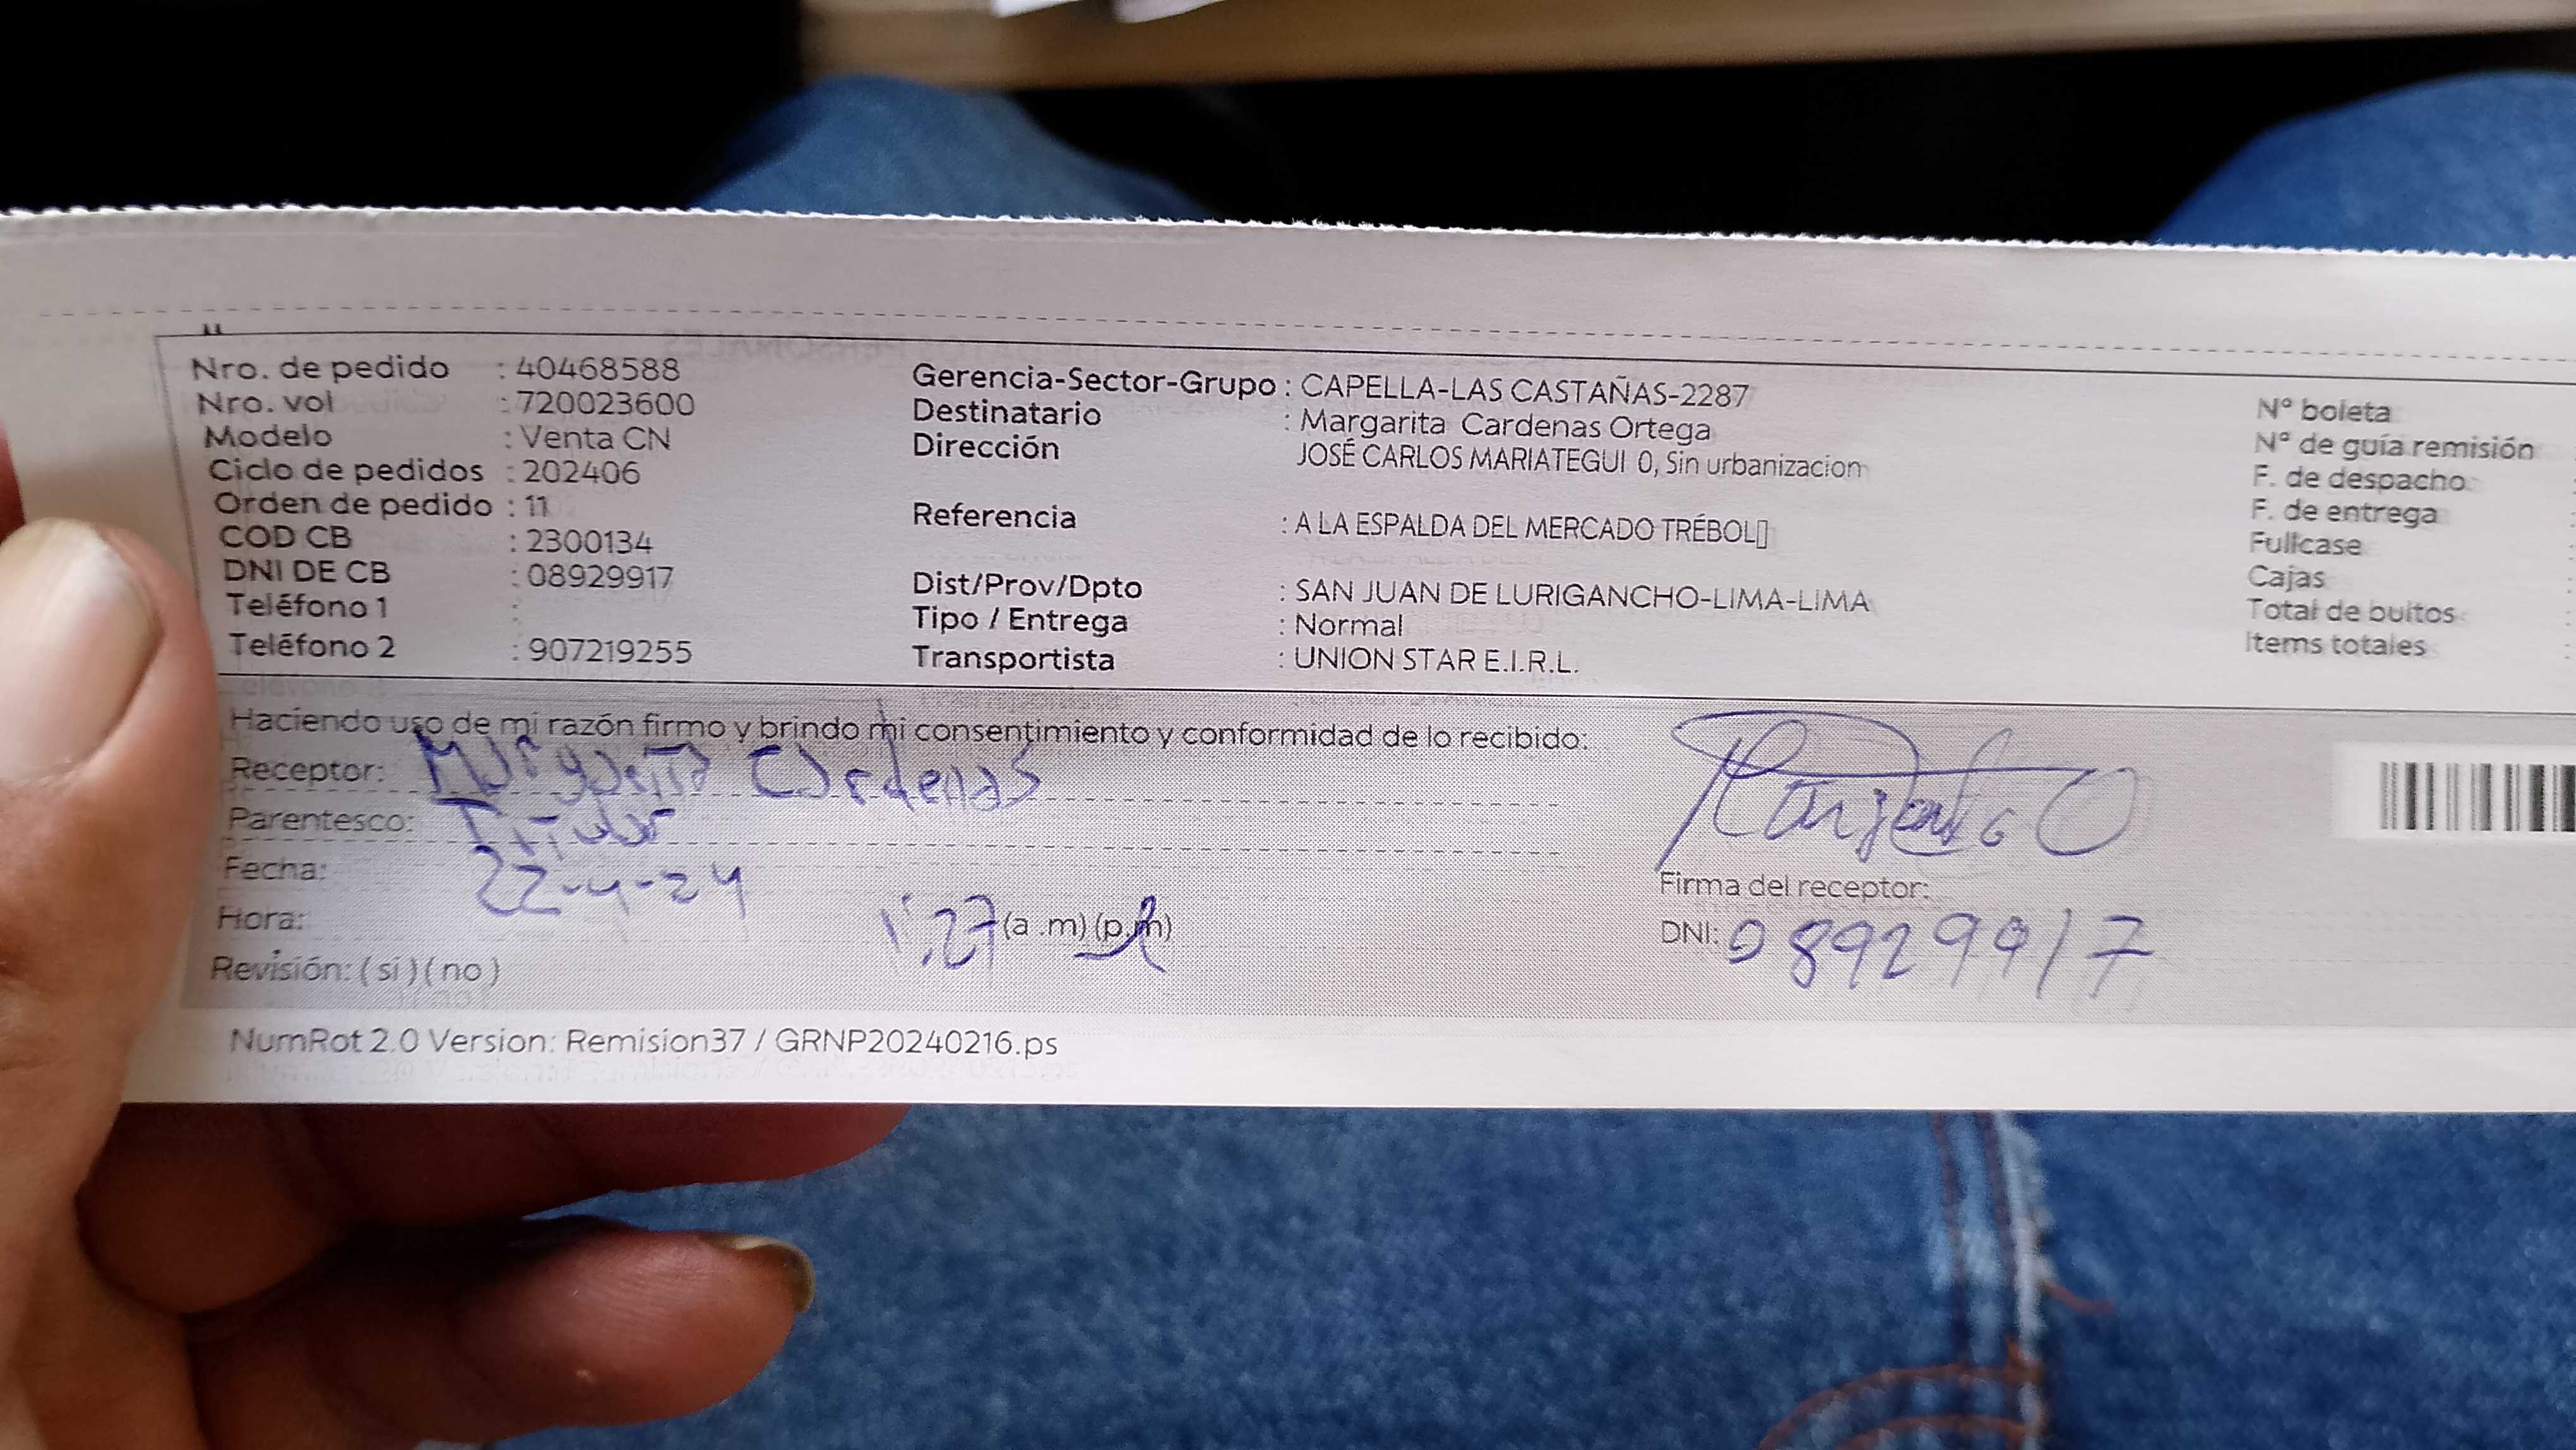 Nro. de pedido : 40468588
Nro. vol : 720023600
Modelo : Venta CN
Ciclo de pedidos : 202406
Orden de pedido : 11
COD CB : 2300134
DNI DE CB : 08929917
Teléfono 1 :
Teléfono 2 : 907219255
Gerencia-Sector-Grupo : CAPELLA-LAS CASTAÑAS-2287
Destinatario : Margarita Cardenas Ortega
Dirección JOSÉ CARLOS MARIATEGUI 0, Sin urbanizacion
Referencia : A LA ESPALDA DEL MERCADO TRÉBOL▯
Dist/Prov/Dpto : SAN JUAN DE LURIGANCHO-LIMA-LIMA
Tipo / Entrega : Normal
Transportista : UNION STAR E.I.R.L.
N° boleta
N° de guía remisión
F. de despacho
F. de entrega
Fullcase
Cajas
Total de bultos
Items totales
Haciendo uso de mi razón firmo y brindo mi consentimiento y conformidad de lo recibido:
Receptor: Margarita Cardenas
Parentesco: Titular
Fecha: 22-4-24
Hora: 1:27 (a .m) (p.m)
Revisión: ( si ) ( no )
Firma del receptor:
DNI: 08929917
NumRot 2.0 Version: Remision37 / GRNP20240216.ps